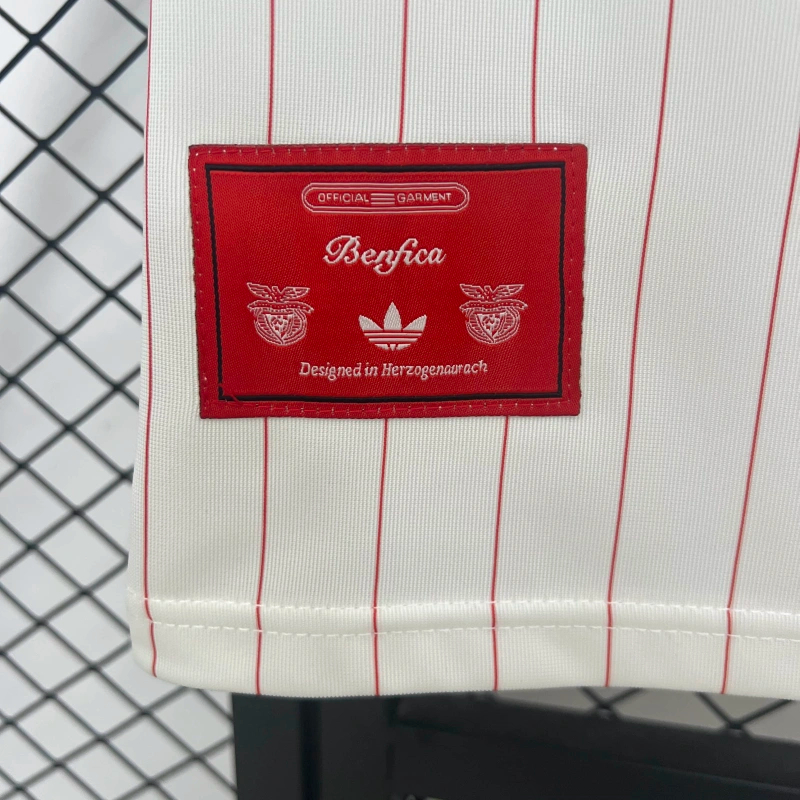 OFFICIAL GARMENT
Benfica
Designed in Herzogenaurach